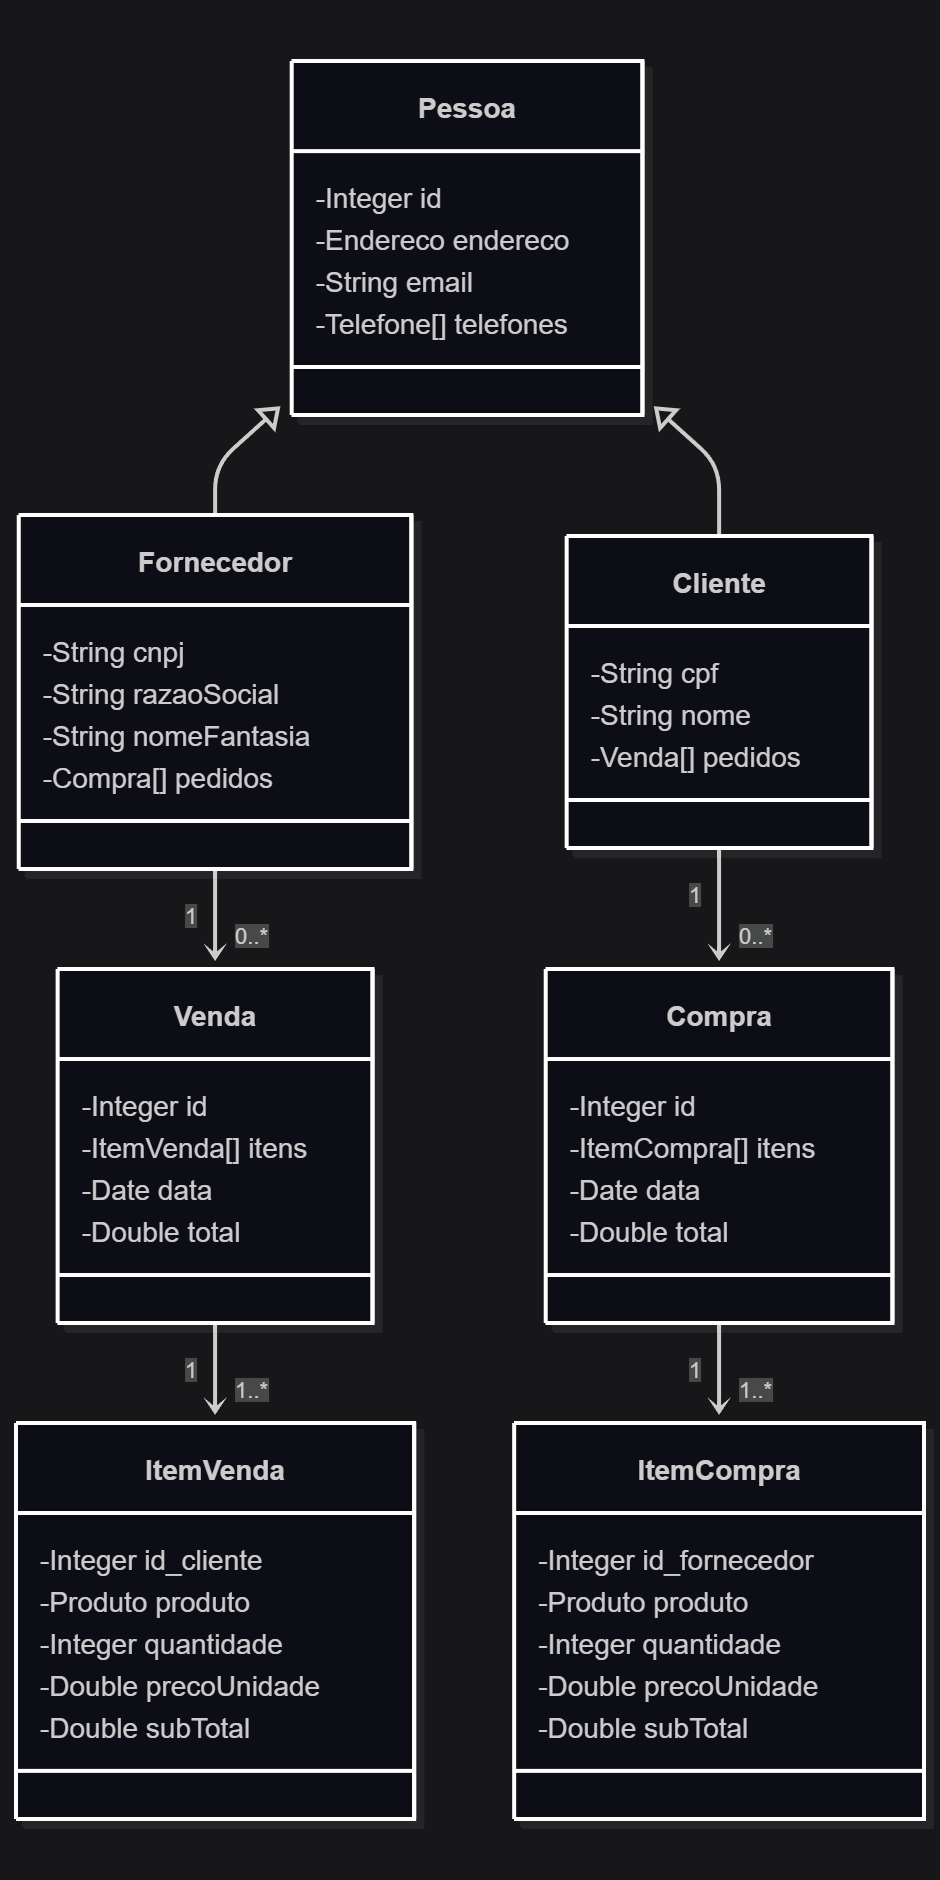 Pessoa
-Integer id
-Endereco endereco
-String email
-Telefone[] telefones
Fornecedor
-String cnpj
-String razaoSocial
-String nomeFantasia
-Compra[] pedidos
Cliente
-String cpf
-String nome
-Venda[] pedidos
1
0..*
1
0..*
Venda
-Integer id
-ItemVenda[] itens
-Date data
-Double total
Compra
-Integer id
-ItemCompra[] itens
-Date data
-Double total
1
1..*
1
1..*
ItemVenda
-Integer id_cliente
-Produto produto
-Integer quantidade
-Double precoUnidade
-Double subTotal
ItemCompra
-Integer id_fornecedor
-Produto produto
-Integer quantidade
-Double precoUnidade
-Double subTotal